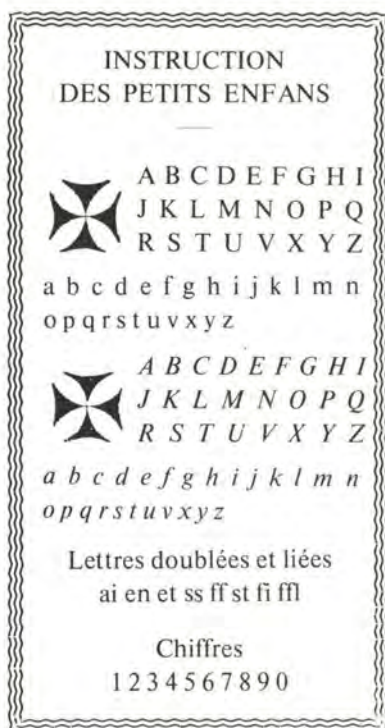 INSTRUCTION
DES PETITS ENFANS
A B C D E F G H I
J K L M N O P Q
R S T U V X Y Z
a b c d e f g h i j k l m n
o p q r s t u v x y z
A B C D E F G H I
J K L M N O P Q
R S T U V X Y Z
a b c d e f g h i j k l m n
o p q r s t u v x y z
Lettres doublées et liées
ai en et ss ff st fi ffl
Chiffres
1 2 3 4 5 6 7 8 9 0